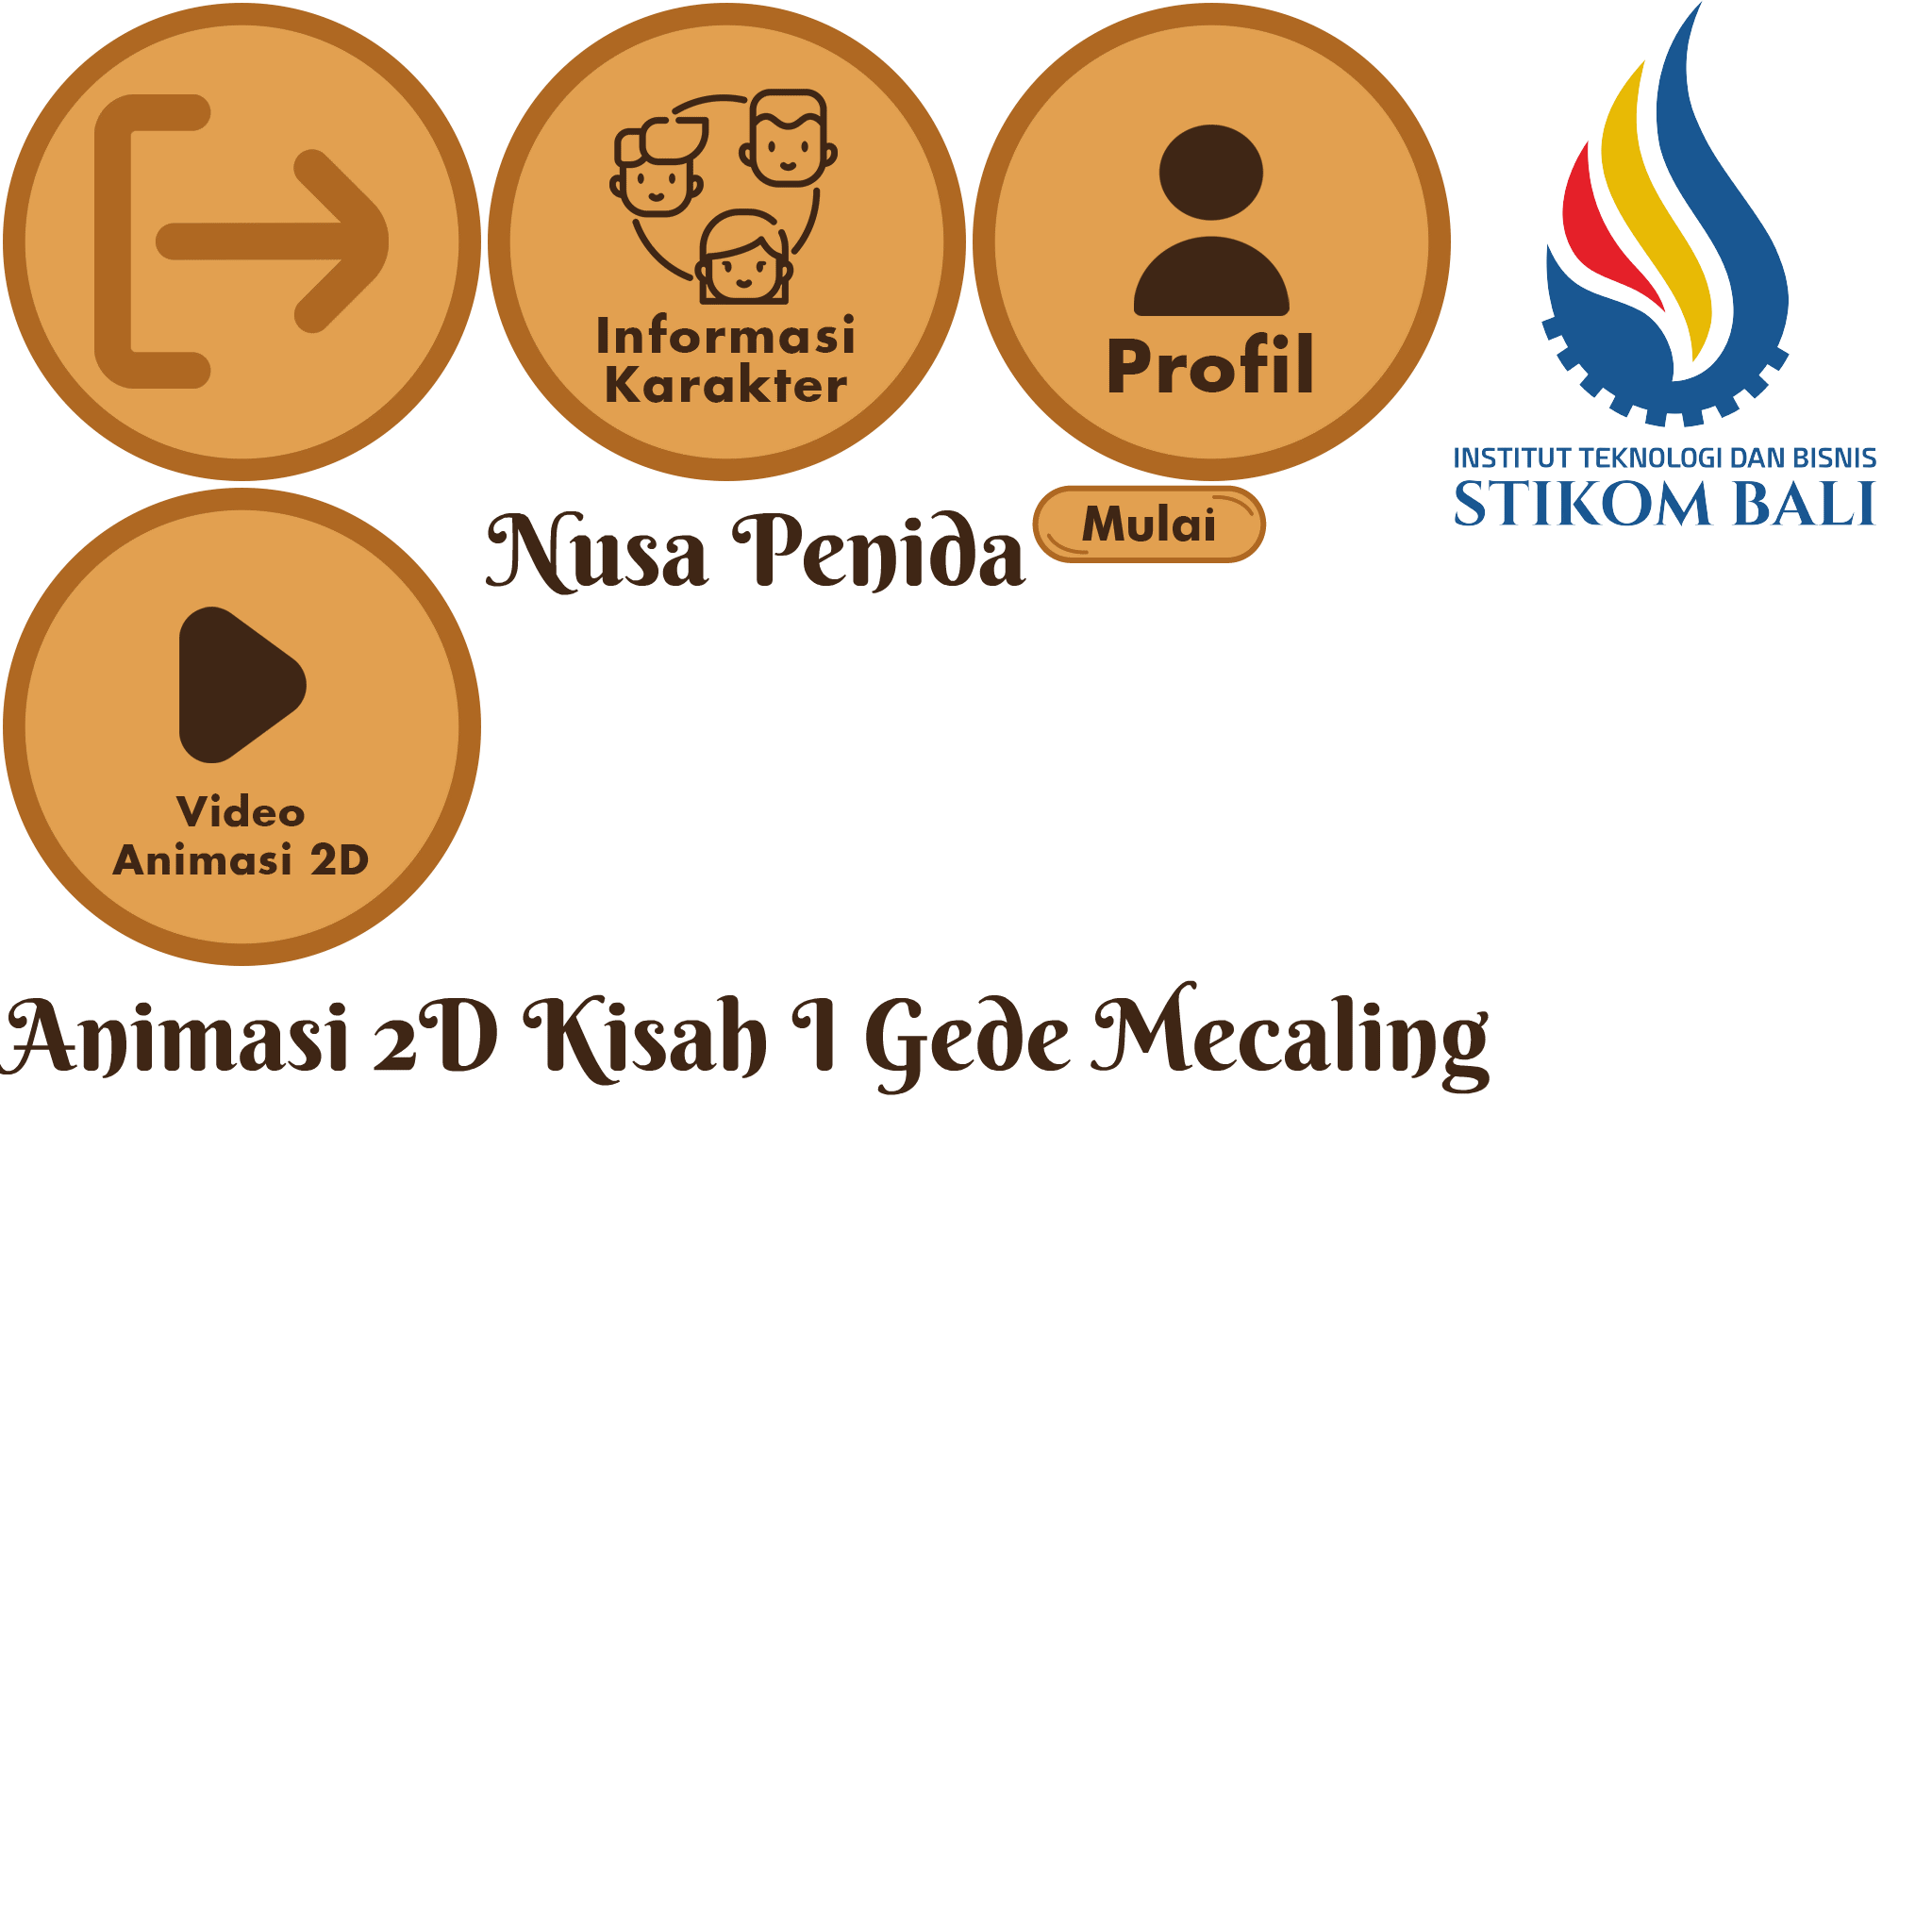 Informasi
Karakter
Profil
INSTITUT TEKNOLOGI DAN BISNIS
STIKOM BALI
Nusa Penida
Mulai
Video
Animasi 2D
Animasi 2D Kisah I Gede Mecaling